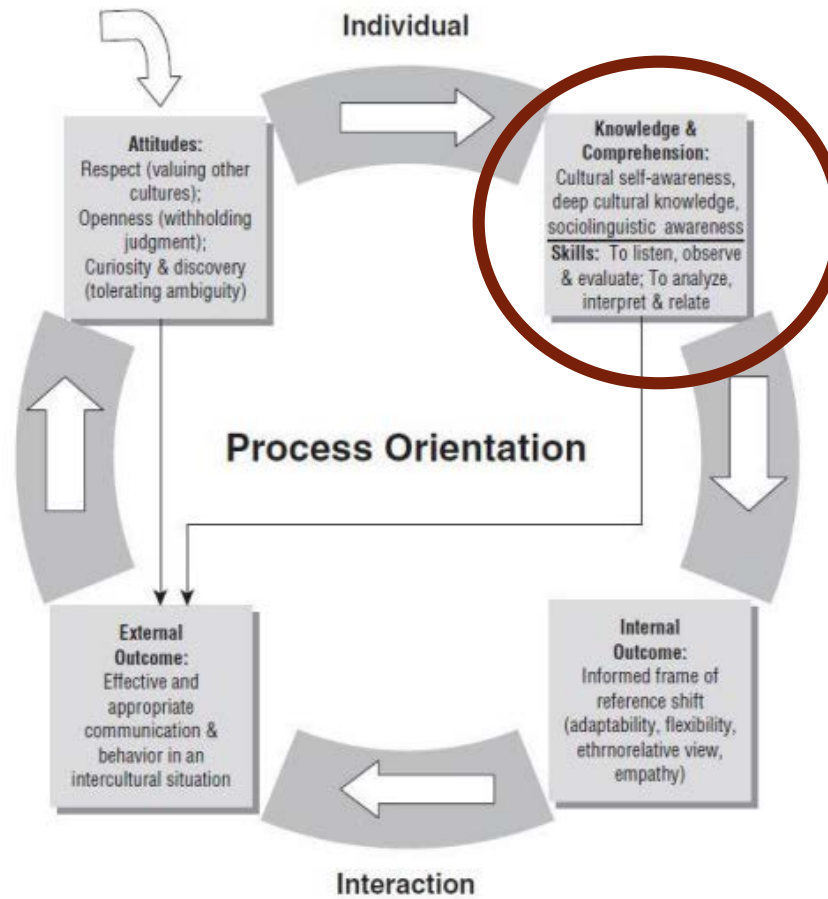 Individual
Attitudes:
Respect (valuing other
cultures);
Openness (withholding
judgment);
Curiosity & discovery
(tolerating ambiguity)
Knowledge &
Comprehension:
Cultural self-awareness,
deep cultural knowledge,
sociolinguistic awareness
Skills: To listen, observe
& evaluate; To analyze,
interpret & relate
Process Orientation
External
Outcome:
Effective and
appropriate
communication &
behavior in an
intercultural situation
Internal
Outcome:
Informed frame of
reference shift
(adaptability, flexibility,
ethrnorelative view,
empathy)
Interaction